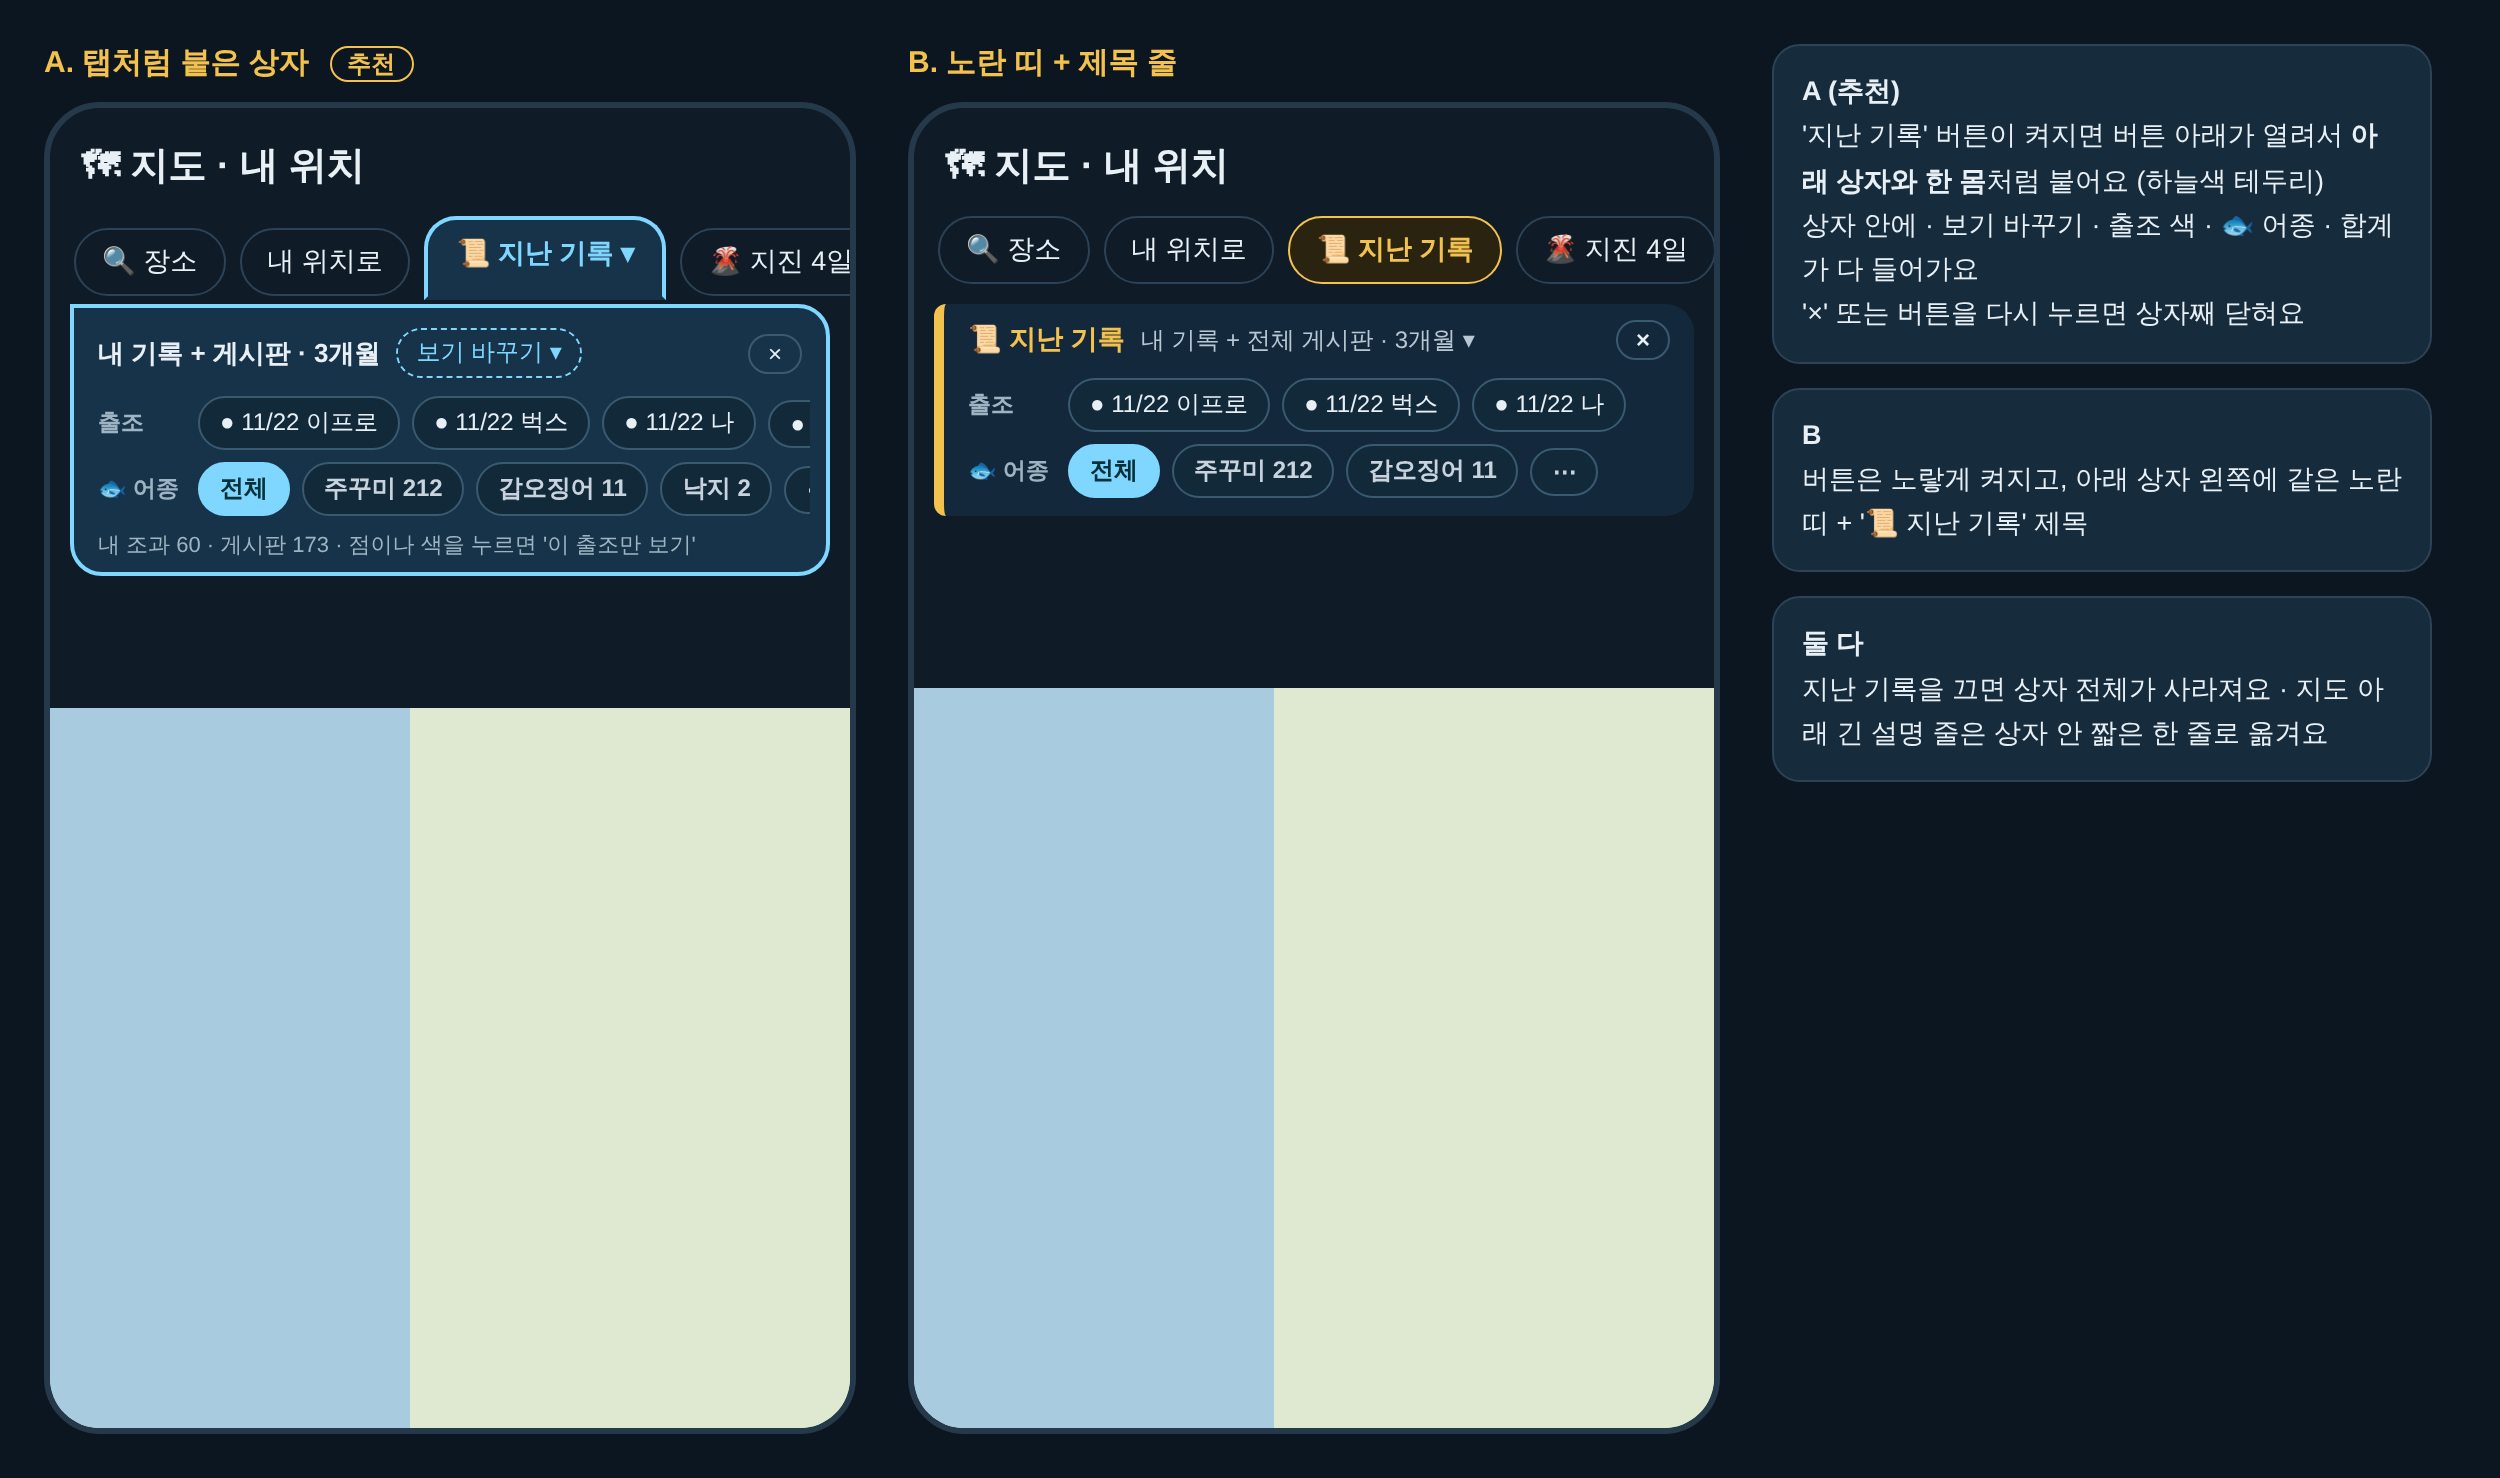 A. 탭처럼 붙은 상자 추천
🗺 지도 · 내 위치
🔍 장소 내 위치로 📜 지난 기록 ▾ 🌋 지진 4일
내 기록 + 게시판 · 3개월 보기 바꾸기 ▾ ×
출조 ● 11/22 이프로 ● 11/22 벅스 ● 11/22 나 ●
🐟 어종 전체 주꾸미 212 갑오징어 11 낙지 2
내 조과 60 · 게시판 173 · 점이나 색을 누르면 '이 출조만 보기'
B. 노란 띠 + 제목 줄
🗺 지도 · 내 위치
🔍 장소 내 위치로 📜 지난 기록 🌋 지진 4일
📜 지난 기록 내 기록 + 전체 게시판 · 3개월 ▾ ×
출조 ● 11/22 이프로 ● 11/22 벅스 ● 11/22 나
🐟 어종 전체 주꾸미 212 갑오징어 11 ⋯
A (추천)
'지난 기록' 버튼이 켜지면 버튼 아래가 열려서 아
래 상자와 한 몸처럼 붙어요 (하늘색 테두리)
상자 안에 · 보기 바꾸기 · 출조 색 · 🐟 어종 · 합계
가 다 들어가요
'×' 또는 버튼을 다시 누르면 상자째 닫혀요
B
버튼은 노랗게 켜지고, 아래 상자 왼쪽에 같은 노란
띠 + '📜 지난 기록' 제목
둘 다
지난 기록을 끄면 상자 전체가 사라져요 · 지도 아
래 긴 설명 줄은 상자 안 짧은 한 줄로 옮겨요